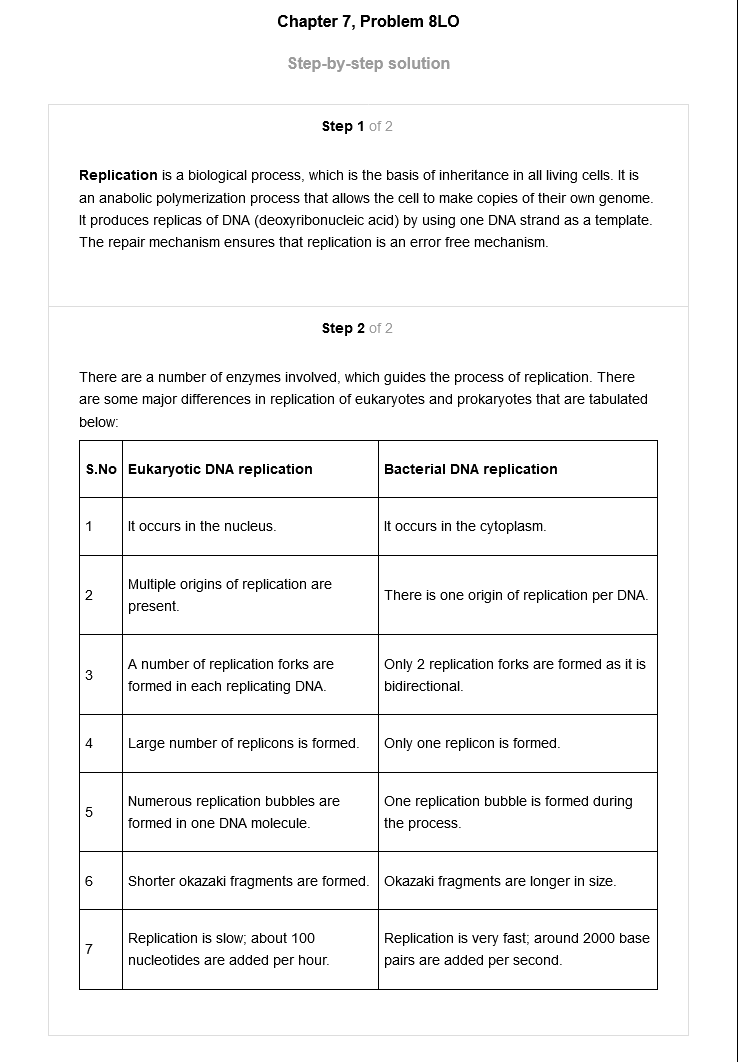 Chapter 7, Problem 8LO
Step-by-step solution
Step 1 of 2
Replication is a biological process, which is the basis of inheritance in all living cells. It is
an anabolic polymerization process that allows the cell to make copies of their own genome.
It produces replicas of DNA (deoxyribonucleic acid) by using one DNA strand as a template.
The repair mechanism ensures that replication is an error free mechanism.
Step 2 of 2
There are a number of enzymes involved, which guides the process of replication. There
are some major differences in replication of eukaryotes and prokaryotes that are tabulated
below:
S.No Eukaryotic DNA replication Bacterial DNA replication
1 It occurs in the nucleus. It occurs in the cytoplasm.
2 Multiple origins of replication are
present. There is one origin of replication per DNA.
3 A number of replication forks are
formed in each replicating DNA. Only 2 replication forks are formed as it is
bidirectional.
4 Large number of replicons is formed. Only one replicon is formed.
5 Numerous replication bubbles are
formed in one DNA molecule. One replication bubble is formed during
the process.
6 Shorter okazaki fragments are formed. Okazaki fragments are longer in size.
7 Replication is slow; about 100
nucleotides are added per hour. Replication is very fast; around 2000 base
pairs are added per second.